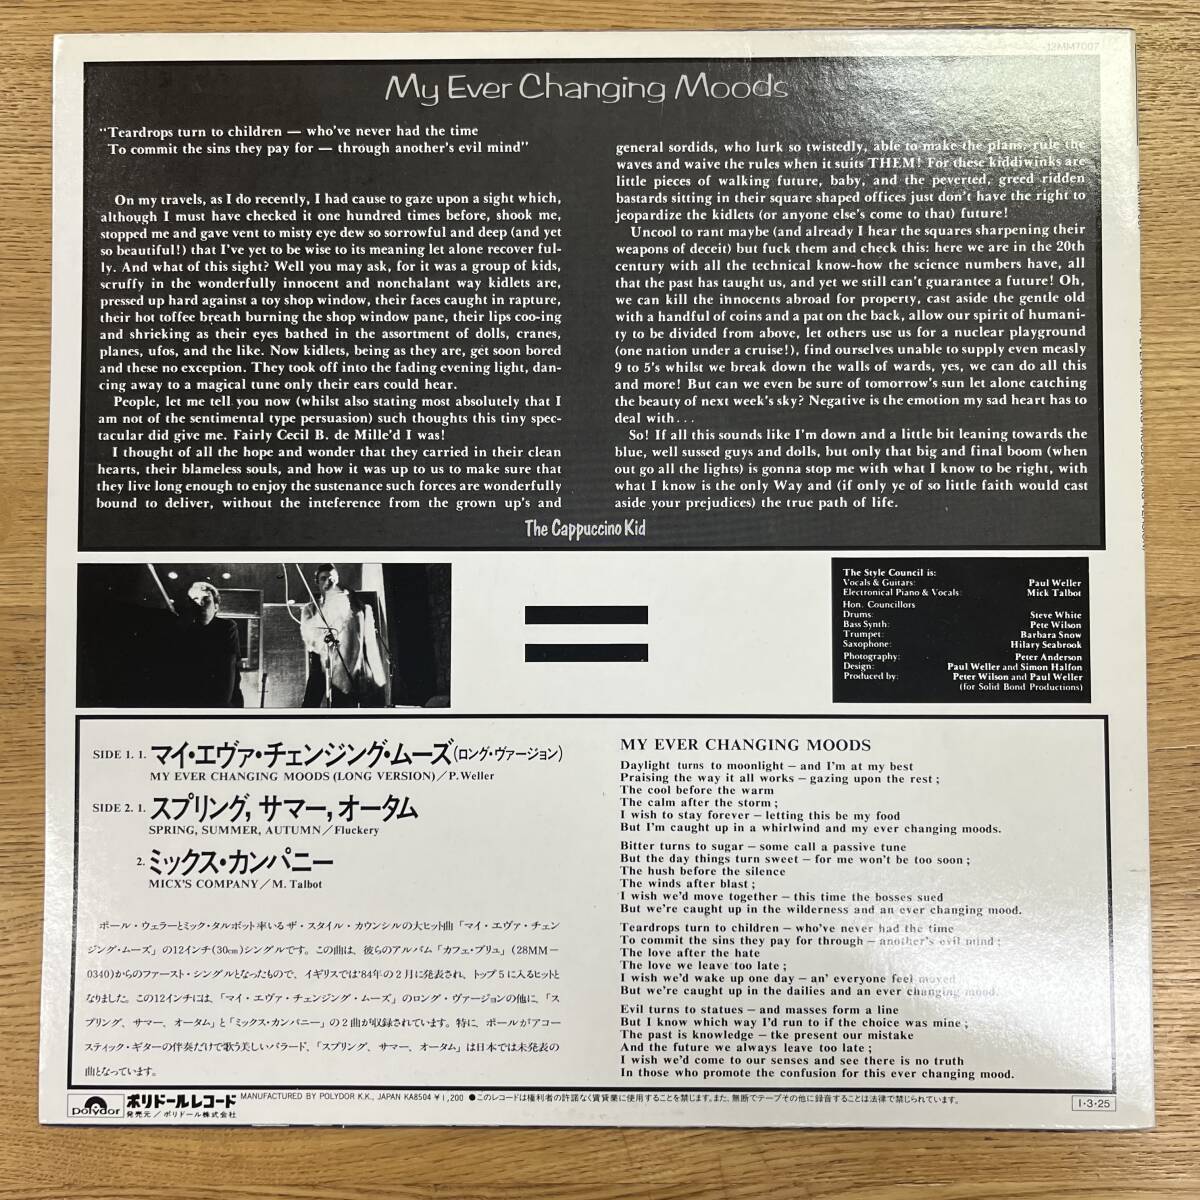 12MM7007
My Ever Changing Moods
"Teardrops turn to children — who've never had the time
To commit the sins they pay for — through another's evil mind"
On my travels, as I do recently, I had cause to gaze upon a sight which,
although I must have checked it one hundred times before, shook me,
stopped me and gave vent to misty eye dew so sorrowful and deep (and yet
so beautiful!) that I've yet to be wise to its meaning let alone recover ful-
ly. And what of this sight? Well you may ask, for it was a group of kids,
scruffy in the wonderfully innocent and nonchalant way kidlets are,
pressed up hard against a toy shop window, their faces caught in rapture,
their hot toffee breath burning the shop window pane, their lips coo-ing
and shrieking as their eyes bathed in the assortment of dolls, cranes,
planes, ufos, and the like. Now kidlets, being as they are, get soon bored
and these no exception. They took off into the fading evening light, dan-
cing away to a magical tune only their ears could hear.
People, let me tell you now (whilst also stating most absolutely that I
am not of the sentimental type persuasion) such thoughts this tiny spec-
tacular did give me. Fairly Cecil B. de Mille'd I was!
I thought of all the hope and wonder that they carried in their clean
hearts, their blameless souls, and how it was up to us to make sure that
they live long enough to enjoy the sustenance such forces are wonderfully
bound to deliver, without the inteference from the grown up's and
general sordids, who lurk so twistedly, able to make the plans, rule the
waves and waive the rules when it suits THEM! For these kiddiwinks are
little pieces of walking future, baby, and the peverted, greed ridden
bastards sitting in their square shaped offices just don't have the right to
jeopardize the kidlets (or anyone else's come to that) future!
Uncool to rant maybe (and already I hear the squares sharpening their
weapons of deceit) but fuck them and check this: here we are in the 20th
century with all the technical know-how the science numbers have, all
that the past has taught us, and yet we still can't guarantee a future! Oh,
we can kill the innocents abroad for property, cast aside the gentle old
with a handful of coins and a pat on the back, allow our spirit of humani-
ty to be divided from above, let others use us for a nuclear playground
(one nation under a cruise!), find ourselves unable to supply even measly
9 to 5's whilst we break down the walls of wards, yes, we can do all this
and more! But can we even be sure of tomorrow's sun let alone catching
the beauty of next week's sky? Negative is the emotion my sad heart has to
deal with...
So! If all this sounds like I'm down and a little bit leaning towards the
blue, well sussed guys and dolls, but only that big and final boom (when
out go all the lights) is gonna stop me with what I know to be right, with
what I know is the only Way and (if only ye of so little faith would cast
aside your prejudices) the true path of life.
The Cappuccino Kid
The Style Council is:
Vocals & Guitars: Paul Weller
Electronical Piano & Vocals: Mick Talbot
Hon. Councillors
Drums: Steve White
Bass Synth: Pete Wilson
Trumpet: Barbara Snow
Saxophone: Hilary Seabrook
Photography: Peter Anderson
Design: Paul Weller and Simon Halfon
Produced by: Peter Wilson and Paul Weller
(for Solid Bond Productions)
SIDE 1. 1. マイ・エヴァ・チェンジング・ムーズ(ロング・ヴァージョン)
MY EVER CHANGING MOODS (LONG VERSION)/P. Weller
SIDE 2. 1. スプリング, サマー, オータム
SPRING, SUMMER, AUTUMN/Fluckery
2. ミックス・カンパニー
MICX'S COMPANY/M. Talbot
ポール・ウェラーとミック・タルボット率いるザ・スタイル・カウンシルの大ヒット曲「マイ・エヴァ・チェン
ジング・ムーズ」の12インチ(30cm)シングルです。この曲は、彼らのアルバム「カフェ・ブリュ」(28MM-
0340)からのファースト・シングルとなったもので、イギリスでは'84年の2月に発表され、トップ5に入るヒットと
なりました。この12インチには、「マイ・エヴァ・チェンジング・ムーズ」のロング・ヴァージョンの他に、「ス
プリング、サマー、オータム」と「ミックス・カンパニー」の2曲が収録されています。特に、ポールがアコー
スティック・ギターの伴奏だけで歌う美しいバラード、「スプリング、サマー、オータム」は日本では未発表の
曲となっています。
MY EVER CHANGING MOODS
Daylight turns to moonlight – and I'm at my best
Praising the way it all works – gazing upon the rest ;
The cool before the warm
The calm after the storm ;
I wish to stay forever – letting this be my food
But I'm caught up in a whirlwind and my ever changing moods.
Bitter turns to sugar – some call a passive tune
But the day things turn sweet – for me won't be too soon ;
The hush before the silence
The winds after blast ;
I wish we'd move together – this time the bosses sued
But we're caught up in the wilderness and an ever changing mood.
Teardrops turn to children – who've never had the time
To commit the sins they pay for through – another's evil mind ;
The love after the hate
The love we leave too late ;
I wish we'd wake up one day – an' everyone feel moved
But we're caught up in the dailies and an ever changing mood.
Evil turns to statues – and masses form a line
But I know which way I'd run to if the choice was mine ;
The past is knowledge – tke present our mistake
And the future we always leave too late ;
I wish we'd come to our senses and see there is no truth
In those who promote the confusion for this ever changing mood.
polydor ポリドールレコード
発売元/ポリドール株式会社
MANUFACTURED BY POLYDOR K.K., JAPAN KA8504 ¥1,200 ●このレコードは権利者の許諾なく賃貸業に使用することを禁じます。また、無断でテープその他に録音することは法律で禁じられています。
I・3・25